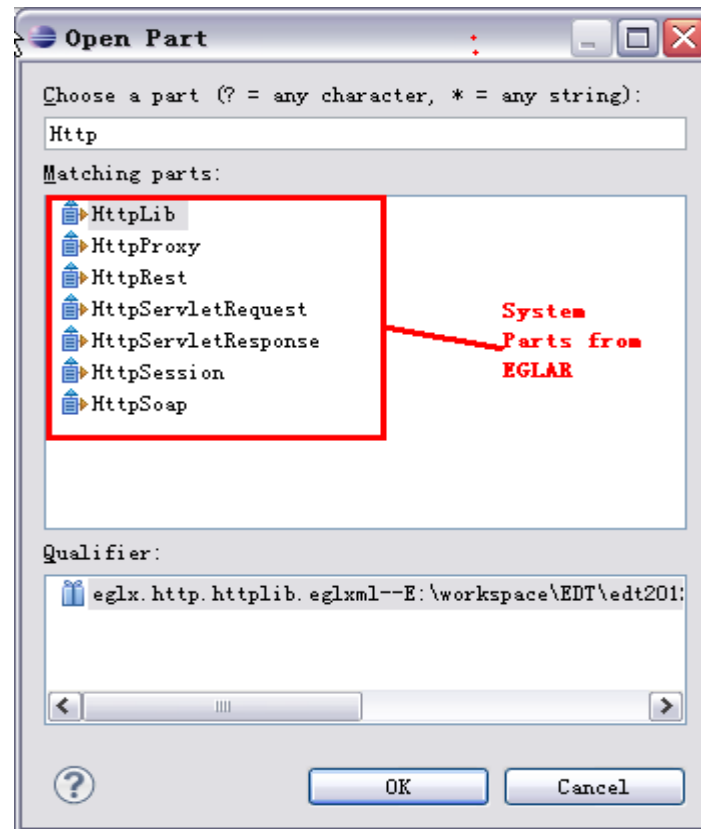 Open Part
Choose a part (? = any character, * = any string):
Http
Matching parts:
HttpLib
HttpProxy
HttpRest
HttpServletRequest
HttpServletResponse
HttpSession
HttpSoap
System
Parts from
EGLAR
Qualifier:
eglx.http.httplib.eglxml--E:\workspace\EDT\edt201
OK
Cancel